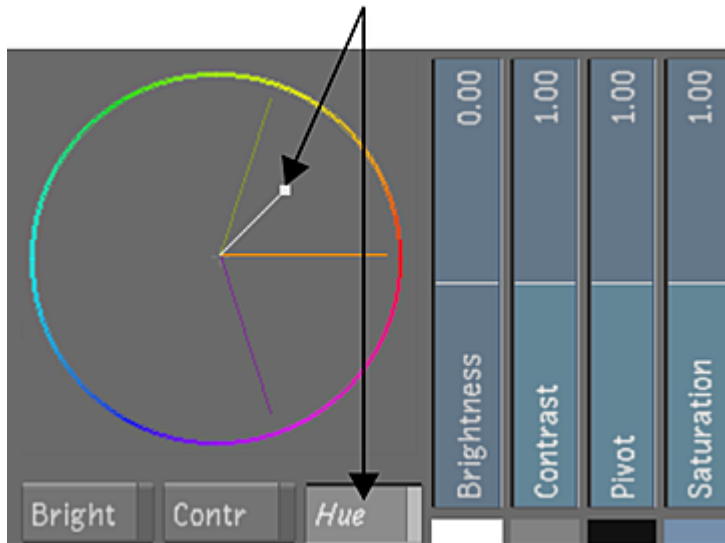 0.00
1.00
1.00
1.00
Brightness
Contrast
Pivot
Saturation
Bright
Contr
Hue